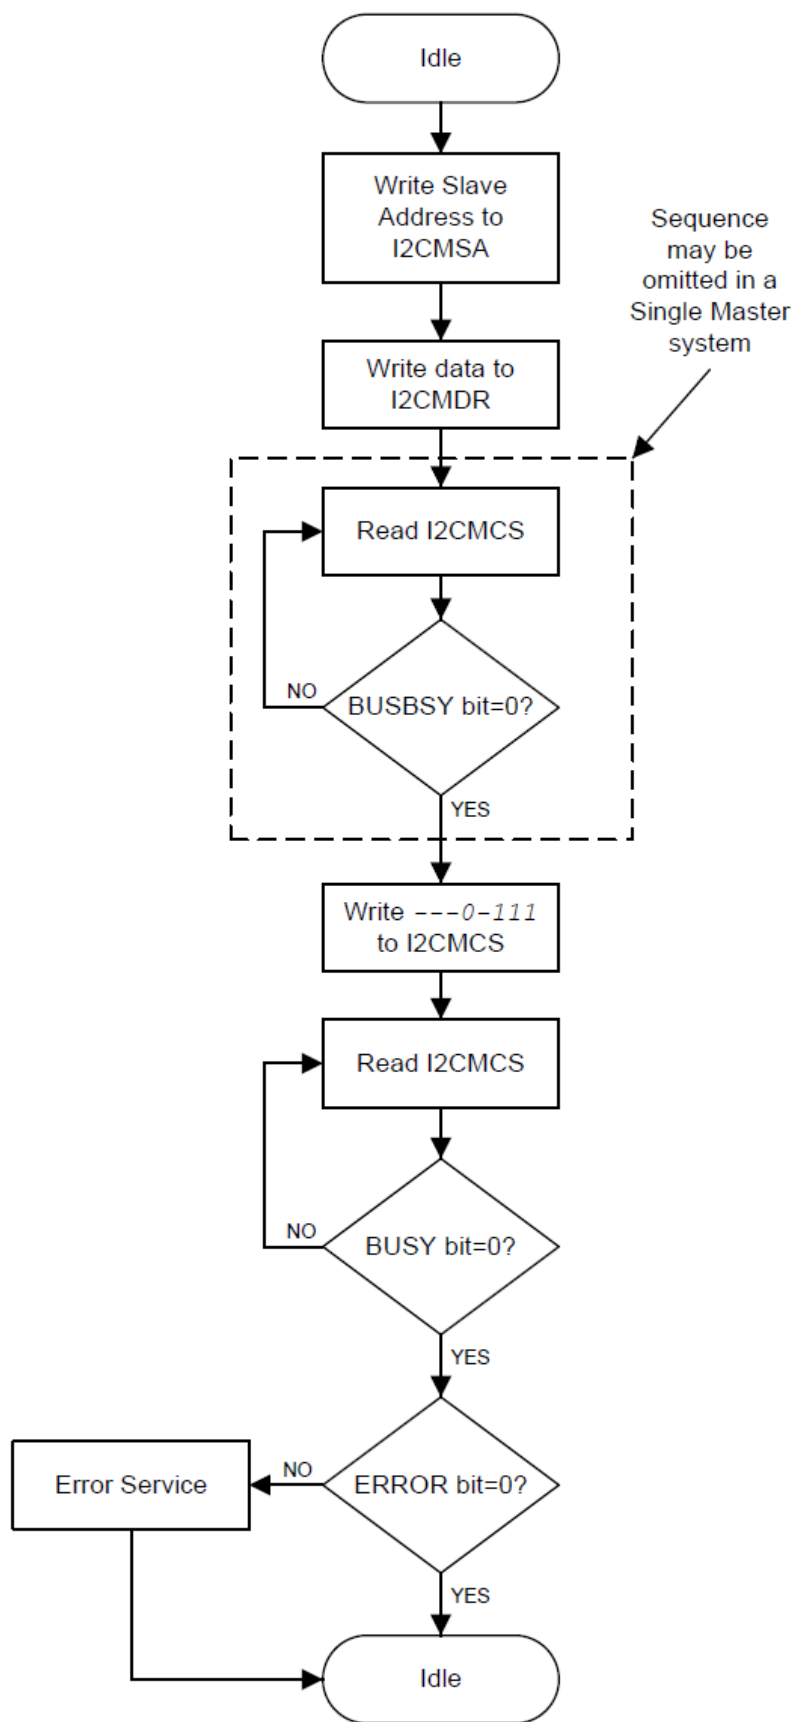 Idle
Write Slave
Address to
I2CMSA
Sequence
may be
omitted in a
Single Master
system
Write data to
I2CMDR
Read I2CMCS
NO
BUSBSY bit=0?
YES
Write ---0-111
to I2CMCS
Read I2CMCS
NO
BUSY bit=0?
YES
Error Service
NO
ERROR bit=0?
YES
Idle